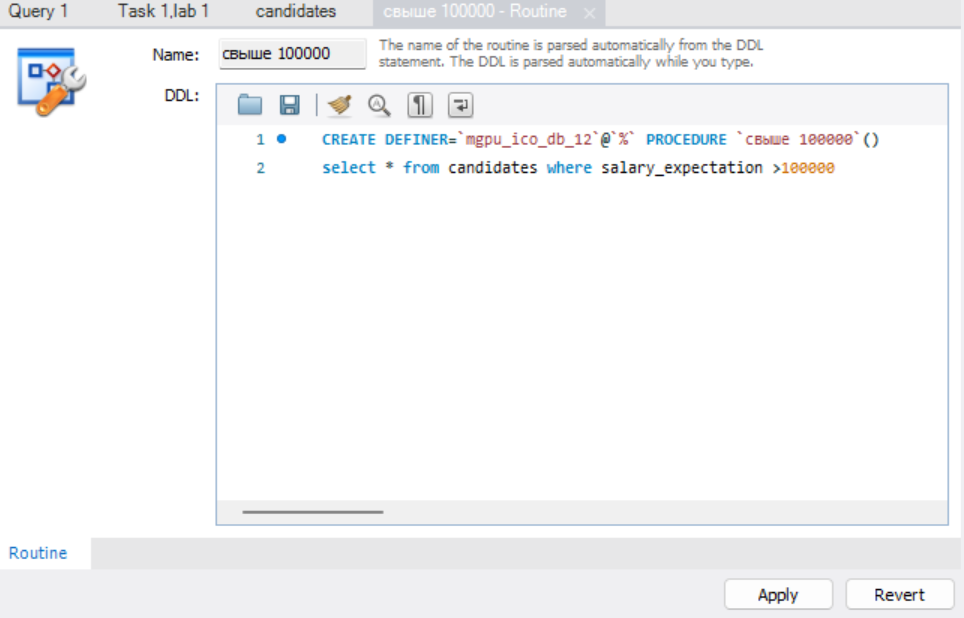 Query 1 Task 1,lab 1 candidates свыше 100000 - Routine ×
Name: свыше 100000 The name of the routine is parsed automatically from the DDL
statement. The DDL is parsed automatically while you type.
DDL:
1 CREATE DEFINER=`mgpu_ico_db_12`@`%` PROCEDURE `свыше 100000`()
2 select * from candidates where salary_expectation >100000
Routine
Apply Revert